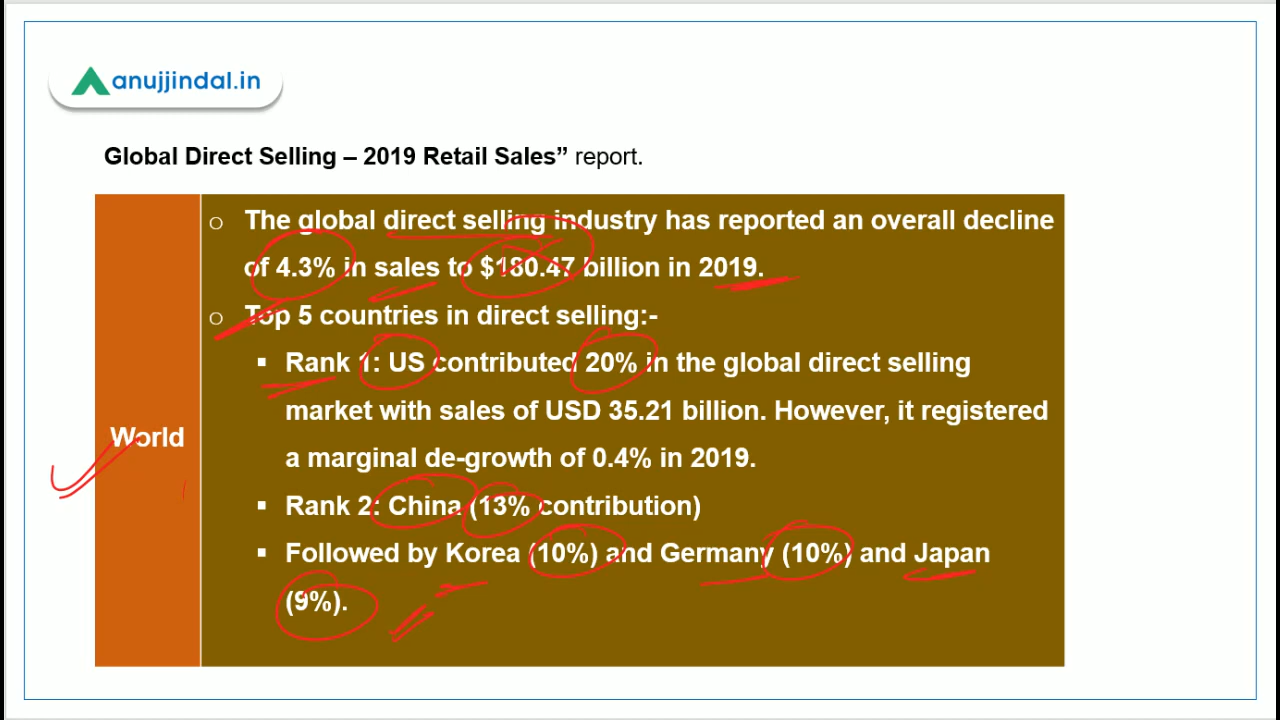 anujjindal.in
Global Direct Selling – 2019 Retail Sales” report.
World
o The global direct selling industry has reported an overall decline
of 4.3% in sales to $180.47 billion in 2019.
o Top 5 countries in direct selling:-
▪ Rank 1: US contributed 20% in the global direct selling
market with sales of USD 35.21 billion. However, it registered
a marginal de-growth of 0.4% in 2019.
▪ Rank 2: China (13% contribution)
▪ Followed by Korea (10%) and Germany (10%) and Japan
(9%).